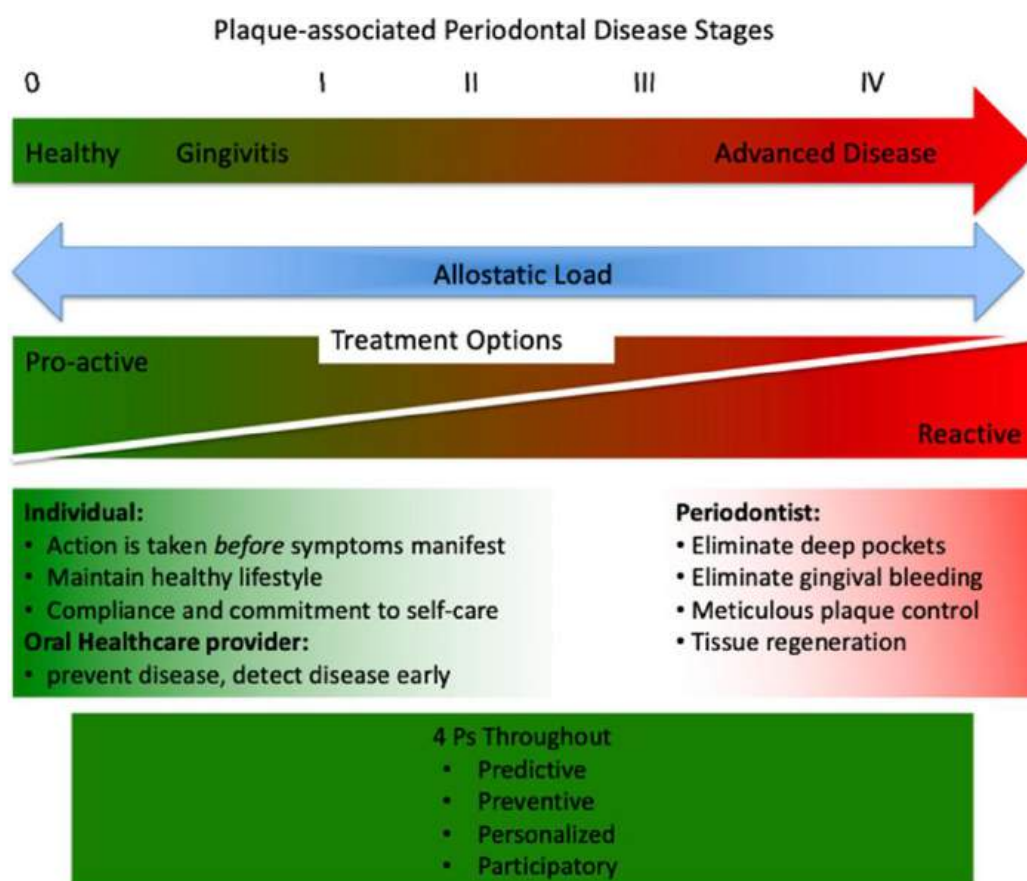 Plaque-associated Periodontal Disease Stages
0 I II III IV
Healthy Gingivitis Advanced Disease
Allostatic Load
Treatment Options
Pro-active
Reactive
Individual:
• Action is taken before symptoms manifest
• Maintain healthy lifestyle
• Compliance and commitment to self-care
Oral Healthcare provider:
• prevent disease, detect disease early
Periodontist:
• Eliminate deep pockets
• Eliminate gingival bleeding
• Meticulous plaque control
• Tissue regeneration
4 Ps Throughout
• Predictive
• Preventive
• Personalized
• Participatory